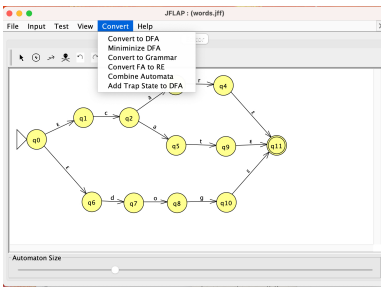 JFLAP : (words.jff)
File Input Test View Convert Help
Convert to DFA
Miniminize DFA
Convert to Grammar
Convert FA to RE
Combine Automata
Add Trap State to DFA
r q4
q1 c q2 a
q0 a
q5 t q9 ε q11
q6 d q7 o q8 g q10
s
Automaton Size